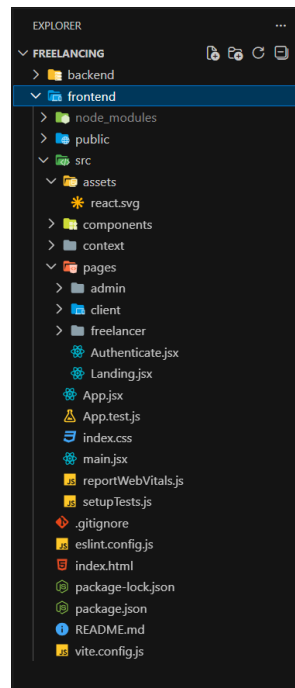 EXPLORER ...
FREELANCING
backend
frontend
node_modules
public
src
assets
react.svg
components
context
pages
admin
client
freelancer
Authenticate.jsx
Landing.jsx
App.jsx
App.test.js
index.css
main.jsx
reportWebVitals.js
setupTests.js
.gitignore
eslint.config.js
index.html
package-lock.json
package.json
README.md
vite.config.js